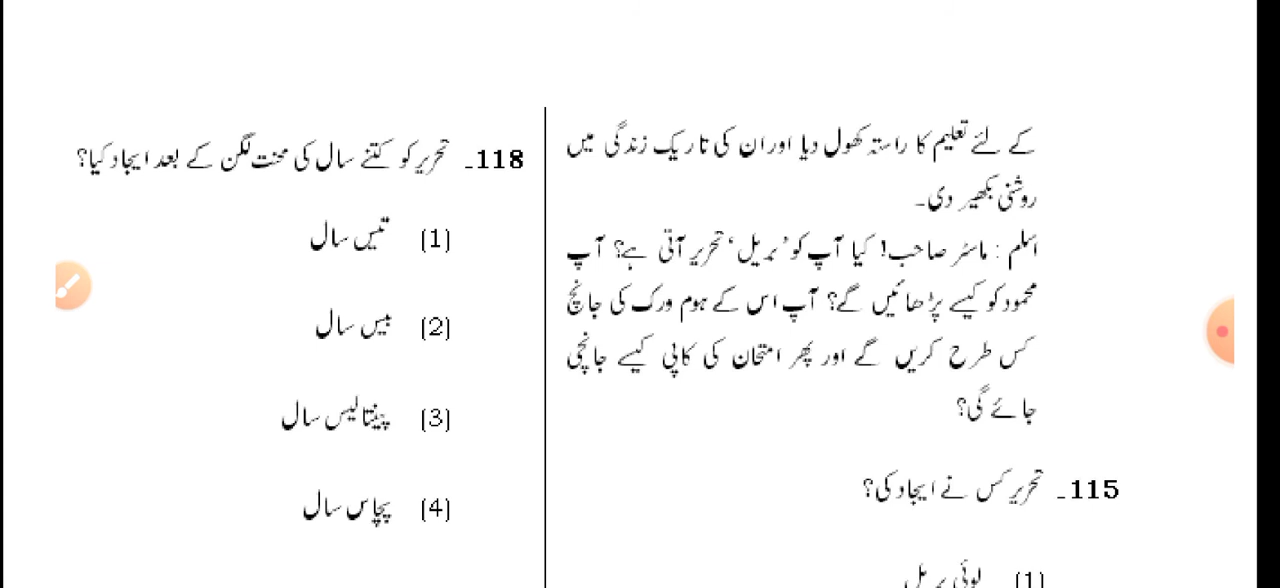 کے لئے تعلیم کا راستہ کھول دیا اور ان کی تاریک زندگی میں
روشنی بکھیر دی۔
اسلم : ماسٹر صاحب! کیا آپ کو ’بریل‘ تحریر آتی ہے؟ آپ
محمود کو کیسے پڑھائیں گے؟ آپ اس کے ہوم ورک کی جانچ
کس طرح کریں گے اور پھر امتحان کی کاپی کیسے جانچی
جائے گی؟
115۔ تحریر کس نے ایجاد کی؟
(1) لوئی بریل
118۔ تحریر کو کتنے سال کی محنت لگن کے بعد ایجاد کیا؟
(1) تیس سال
(2) بیس سال
(3) پینتالیس سال
(4) پچاس سال